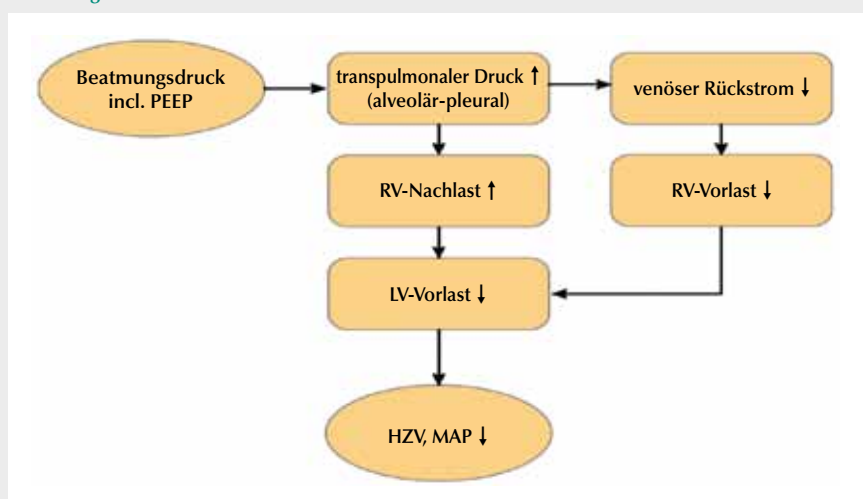 Beatmungsdruck
incl. PEEP
transpulmonaler Druck ↑
(alveolär-pleural)
venöser Rückstrom ↓
RV-Nachlast ↑
RV-Vorlast ↓
LV-Vorlast ↓
HZV, MAP ↓